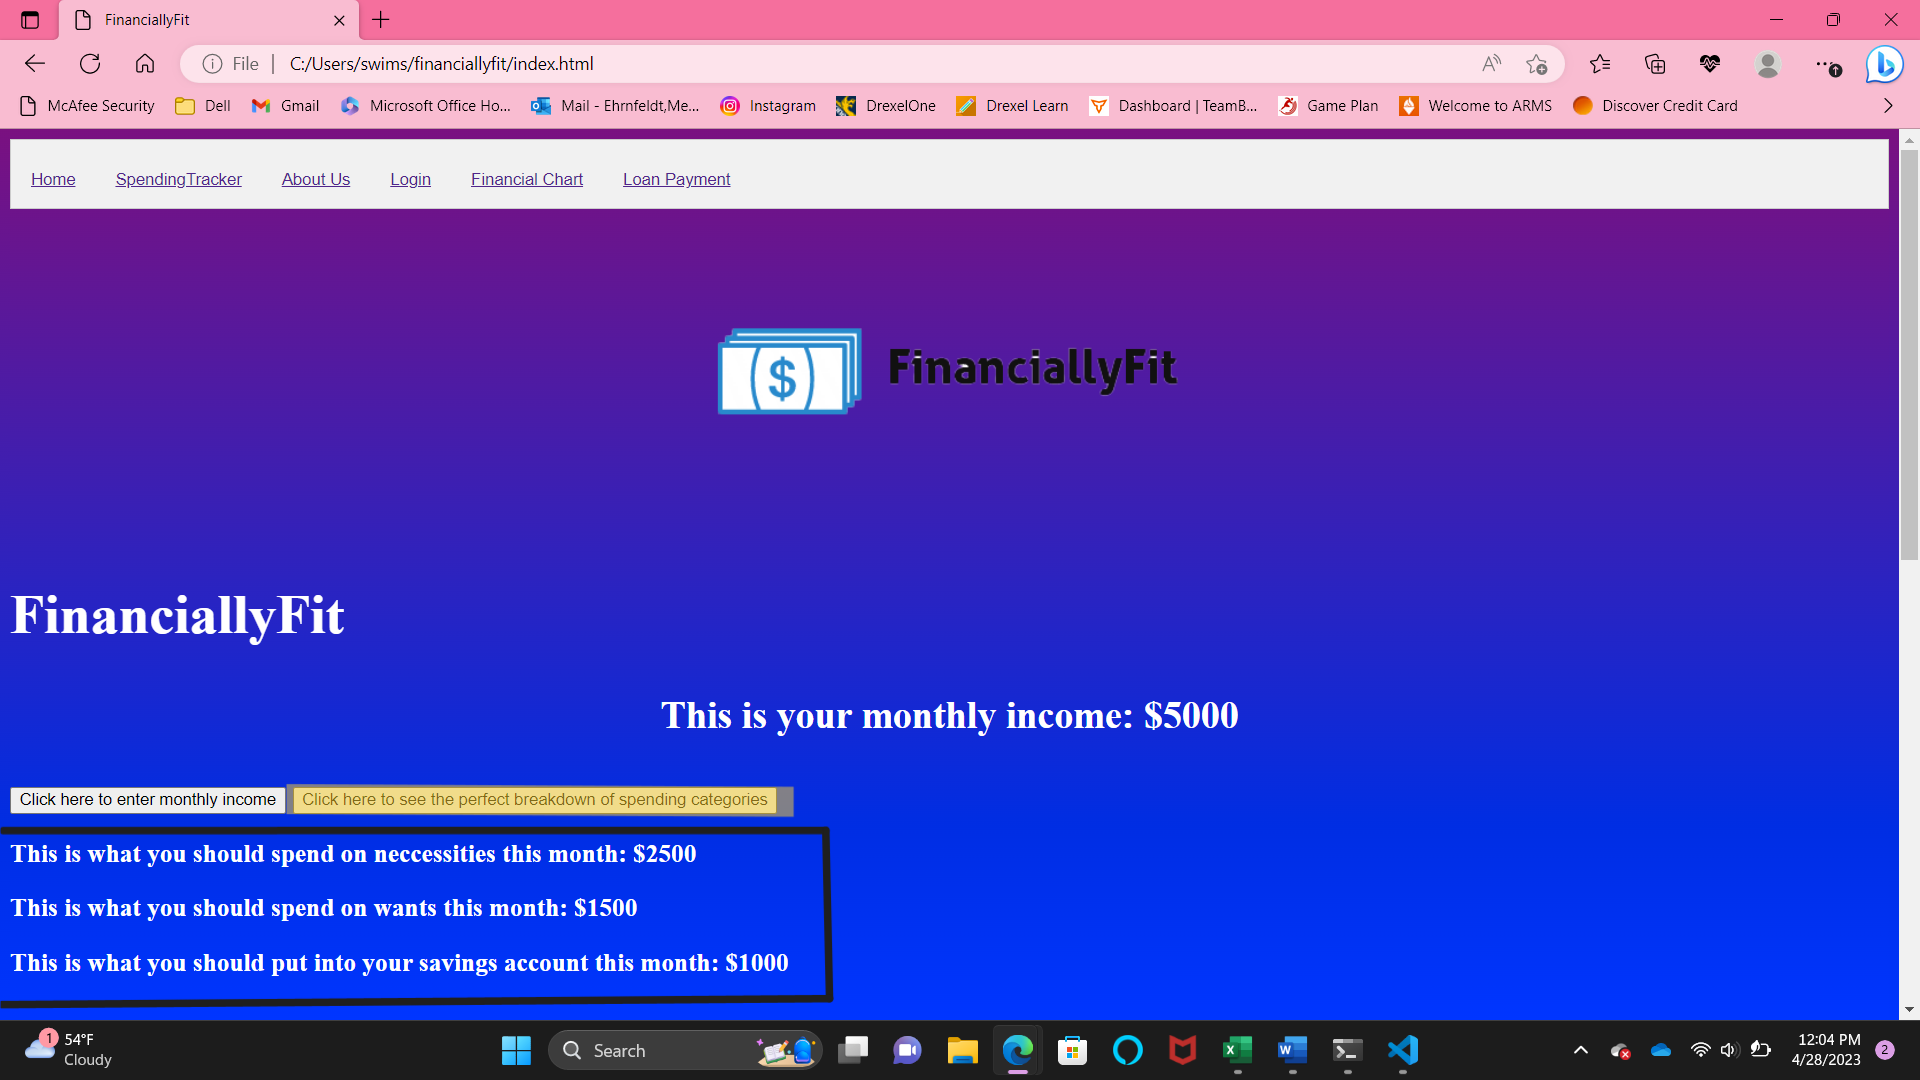 FinanciallyFit
File
C:/Users/swims/financiallyfit/index.html
McAfee Security Dell Gmail Microsoft Office Ho... Mail - Ehrnfeldt,Me... Instagram DrexelOne Drexel Learn Dashboard | TeamB... Game Plan Welcome to ARMS Discover Credit Card
Home SpendingTracker About Us Login Financial Chart Loan Payment
$ FinanciallyFit
FinanciallyFit
This is your monthly income: $5000
Click here to enter monthly income Click here to see the perfect breakdown of spending categories
This is what you should spend on neccessities this month: $2500
This is what you should spend on wants this month: $1500
This is what you should put into your savings account this month: $1000
1 54°F
Cloudy
Search
12:04 PM
4/28/2023
2